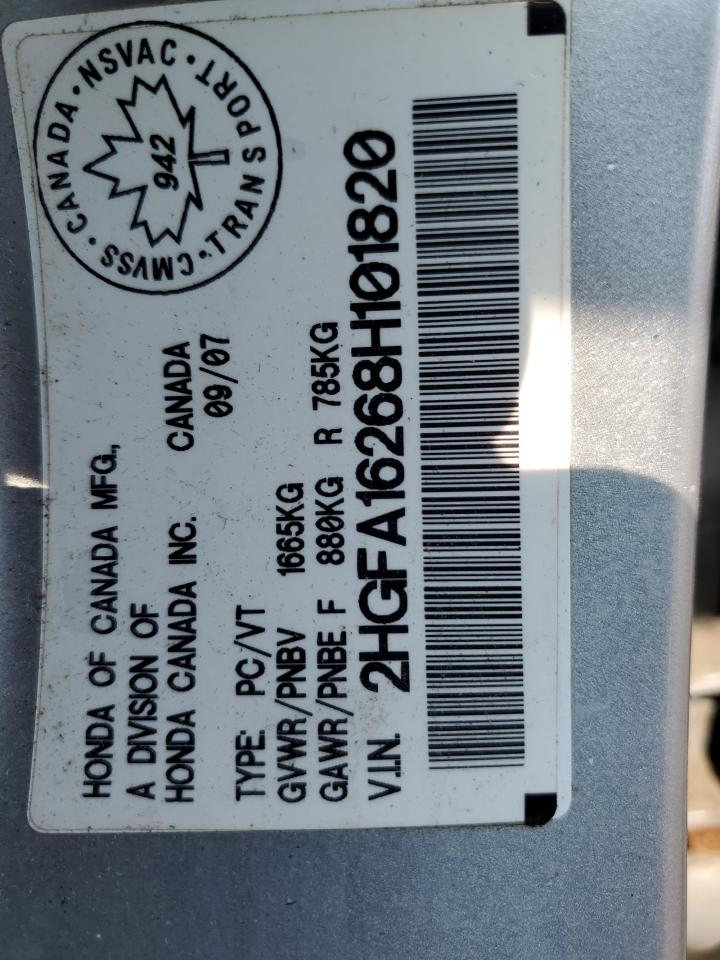 HONDA OF CANADA MFG.,
A DIVISION OF
HONDA CANADA INC. CANADA
09/07
TYPE: PC/VT
GVWR/PNBV 1665KG
GAWR/PNBE F 880KG R 785KG
V.I.N. 2HGFA16268H101820
CANADA • NSVAC • TRANSPORT • CMVSS •
942